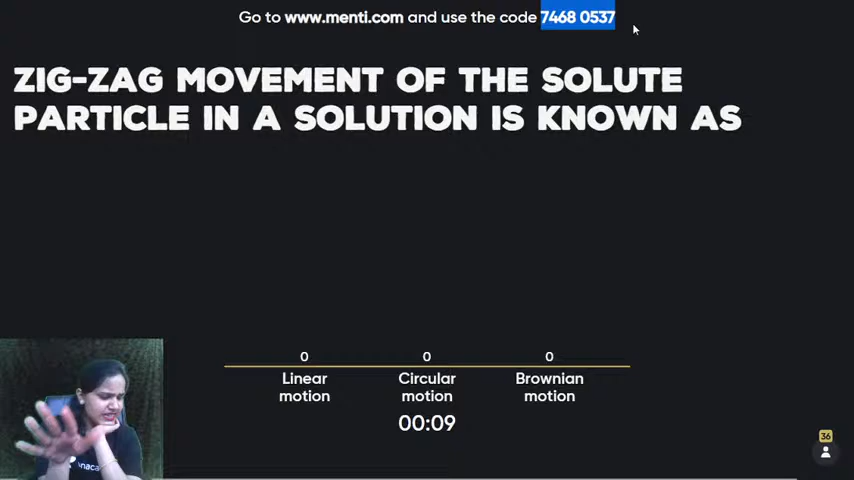 Go to www.menti.com and use the code 7468 0537
ZIG-ZAG MOVEMENT OF THE SOLUTE
PARTICLE IN A SOLUTION IS KNOWN AS
0 0 0
Linear motion
Circular motion
Brownian motion
00:09
36